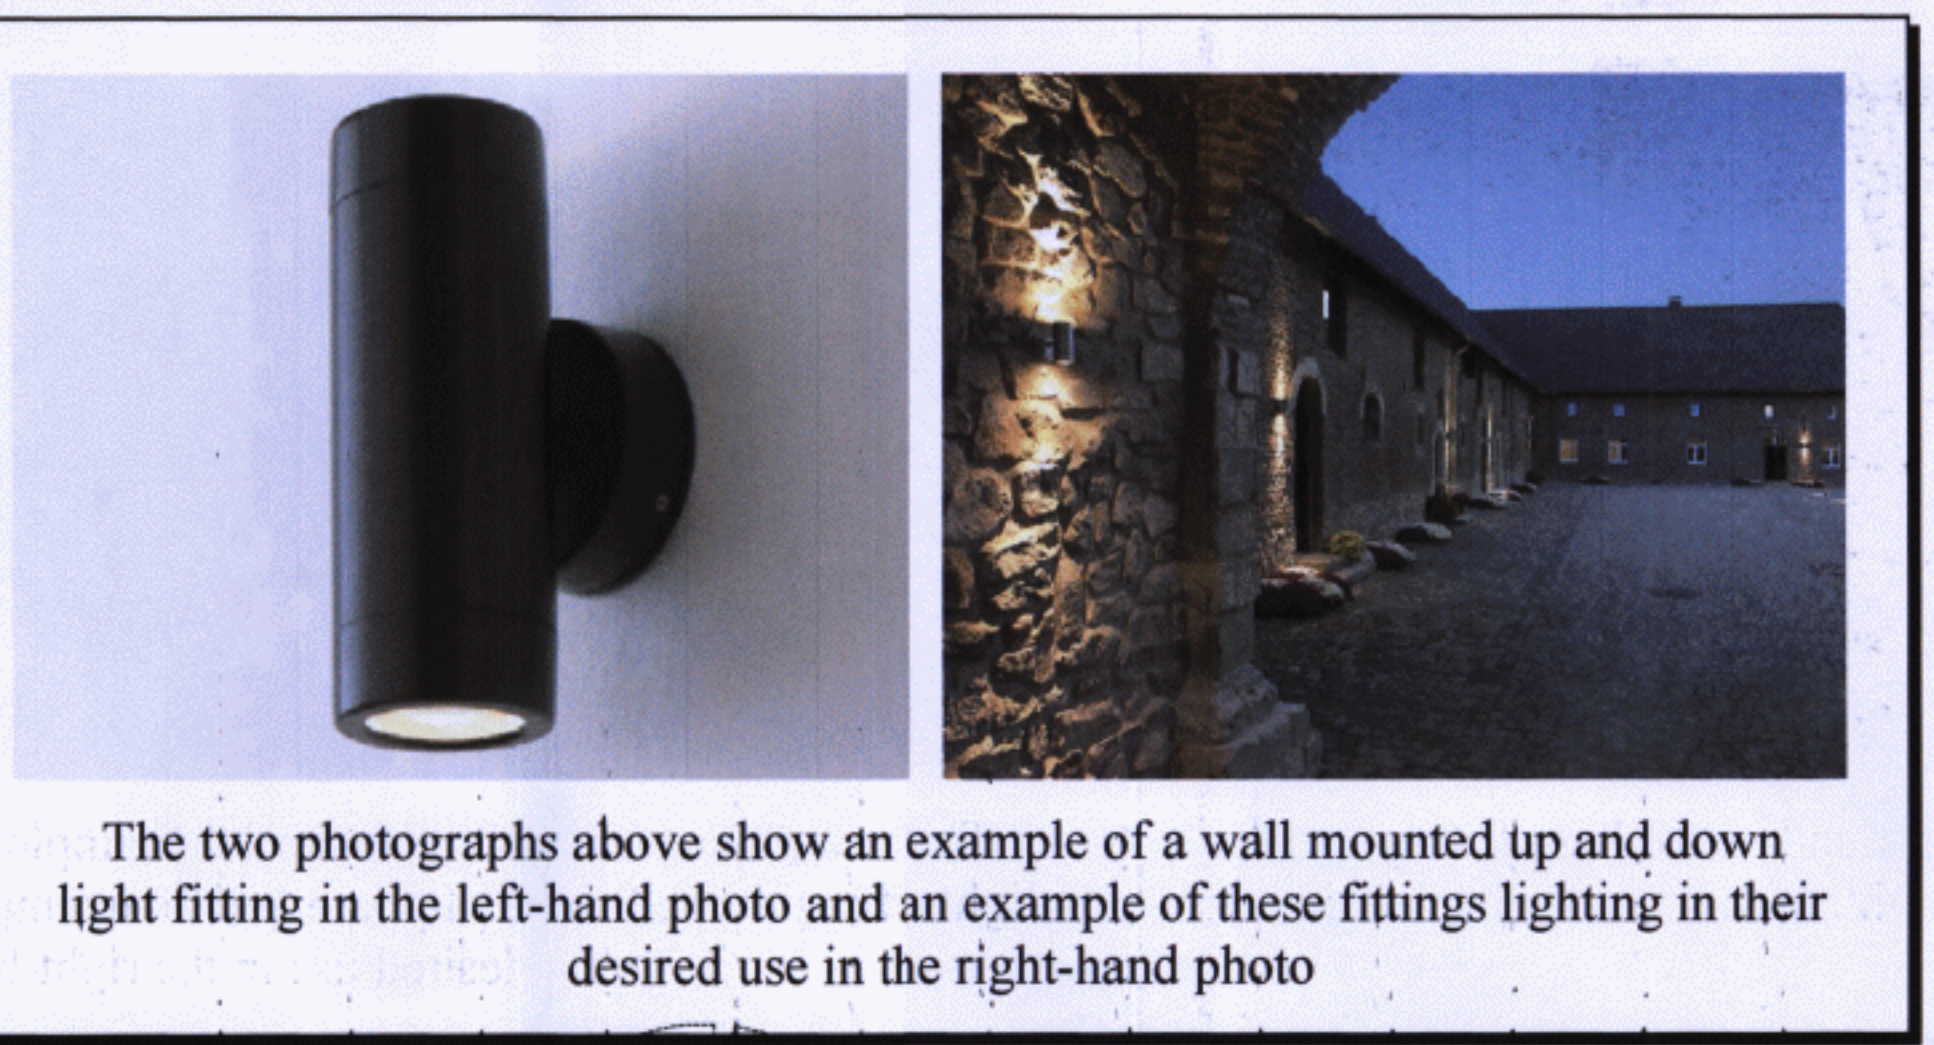 The two photographs above show an example of a wall mounted up and down
light fitting in the left-hand photo and an example of these fittings lighting in their
desired use in the right-hand photo